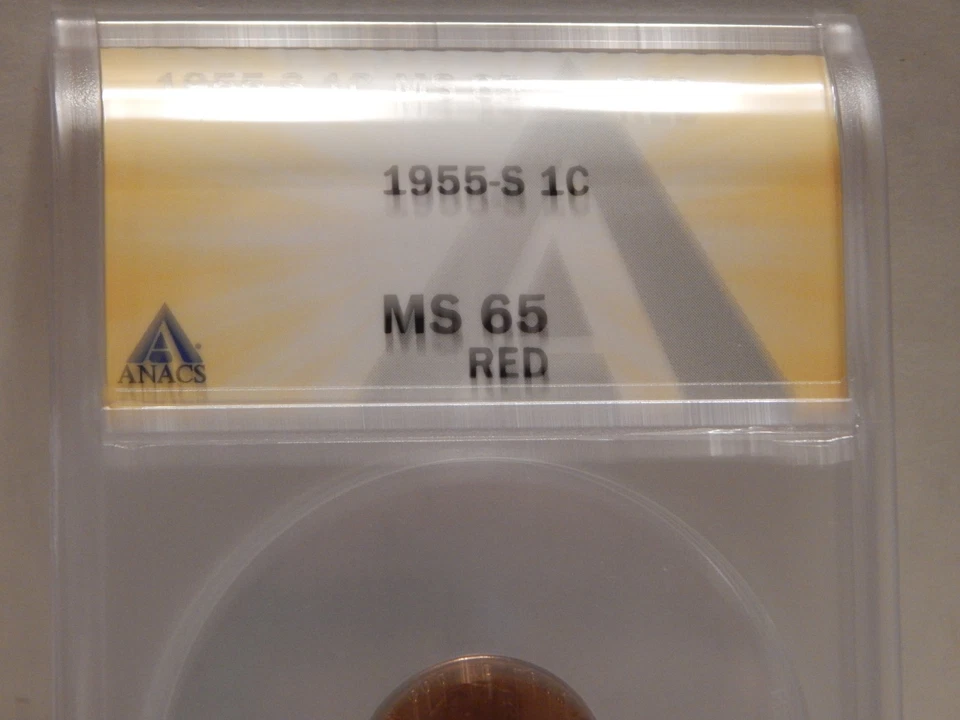 1955-S 1C
MS 65
RED
ANACS